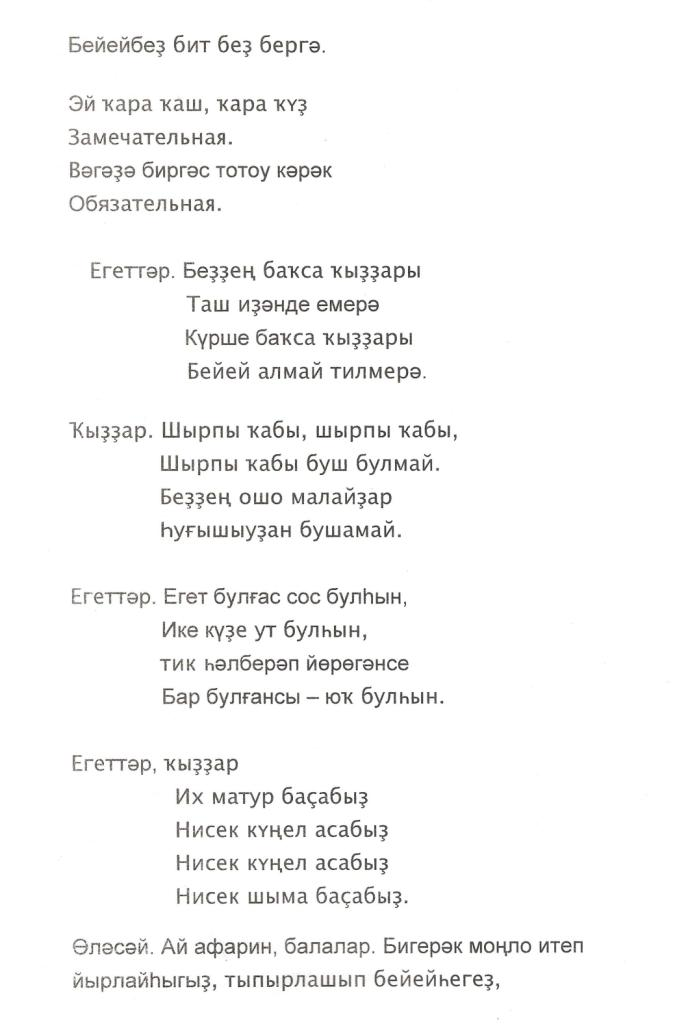 Бейейбеҙ бит беҙ бергә.
Эй ҡара ҡаш, ҡара ҡүҙ
Замечательная.
Вәгәҙә биргәс тотоу кәрәк
Обязательная.
Егеттәр. Беҙҙең баҡса ҡыҙҙары
Таш иҙәнде емерә
Күрше баҡса ҡыҙҙары
Бейей алмай тилмерә.
Ҡыҙҙар. Шырпы ҡабы, шырпы ҡабы,
Шырпы ҡабы буш булмай.
Беҙҙең ошо малайҙар
Һуғышыуҙан бушамай.
Егеттәр. Егет булғас сос булһын,
Ике күҙе ут булһын,
тик һәлберәп йөрөгәнсе
Бар булғансы – юҡ булһын.
Егеттәр, ҡыҙҙар
Их матур баҫабыҙ
Нисек күңел асабыҙ
Нисек күңел асабыҙ
Нисек шыма баҫабыҙ.
Өләсәй. Ай афарин, балалар. Бигерәк моңло итеп
йырлайһыгыҙ, тыпырлашып бейейһегеҙ,